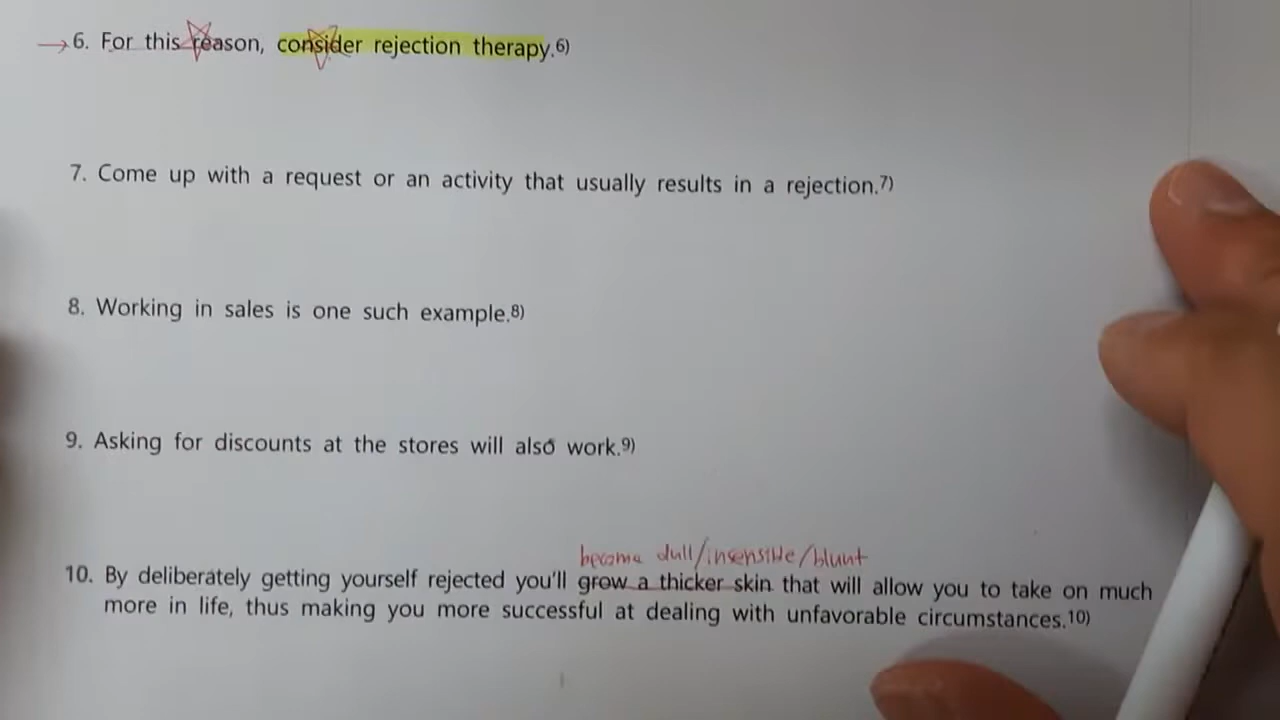 →6. For this reason, consider rejection therapy.6)
7. Come up with a request or an activity that usually results in a rejection.7)
8. Working in sales is one such example.8)
9. Asking for discounts at the stores will also work.9)
become dull/insensible/blunt
10. By deliberately getting yourself rejected you'll grow a thicker skin that will allow you to take on much
more in life, thus making you more successful at dealing with unfavorable circumstances.10)